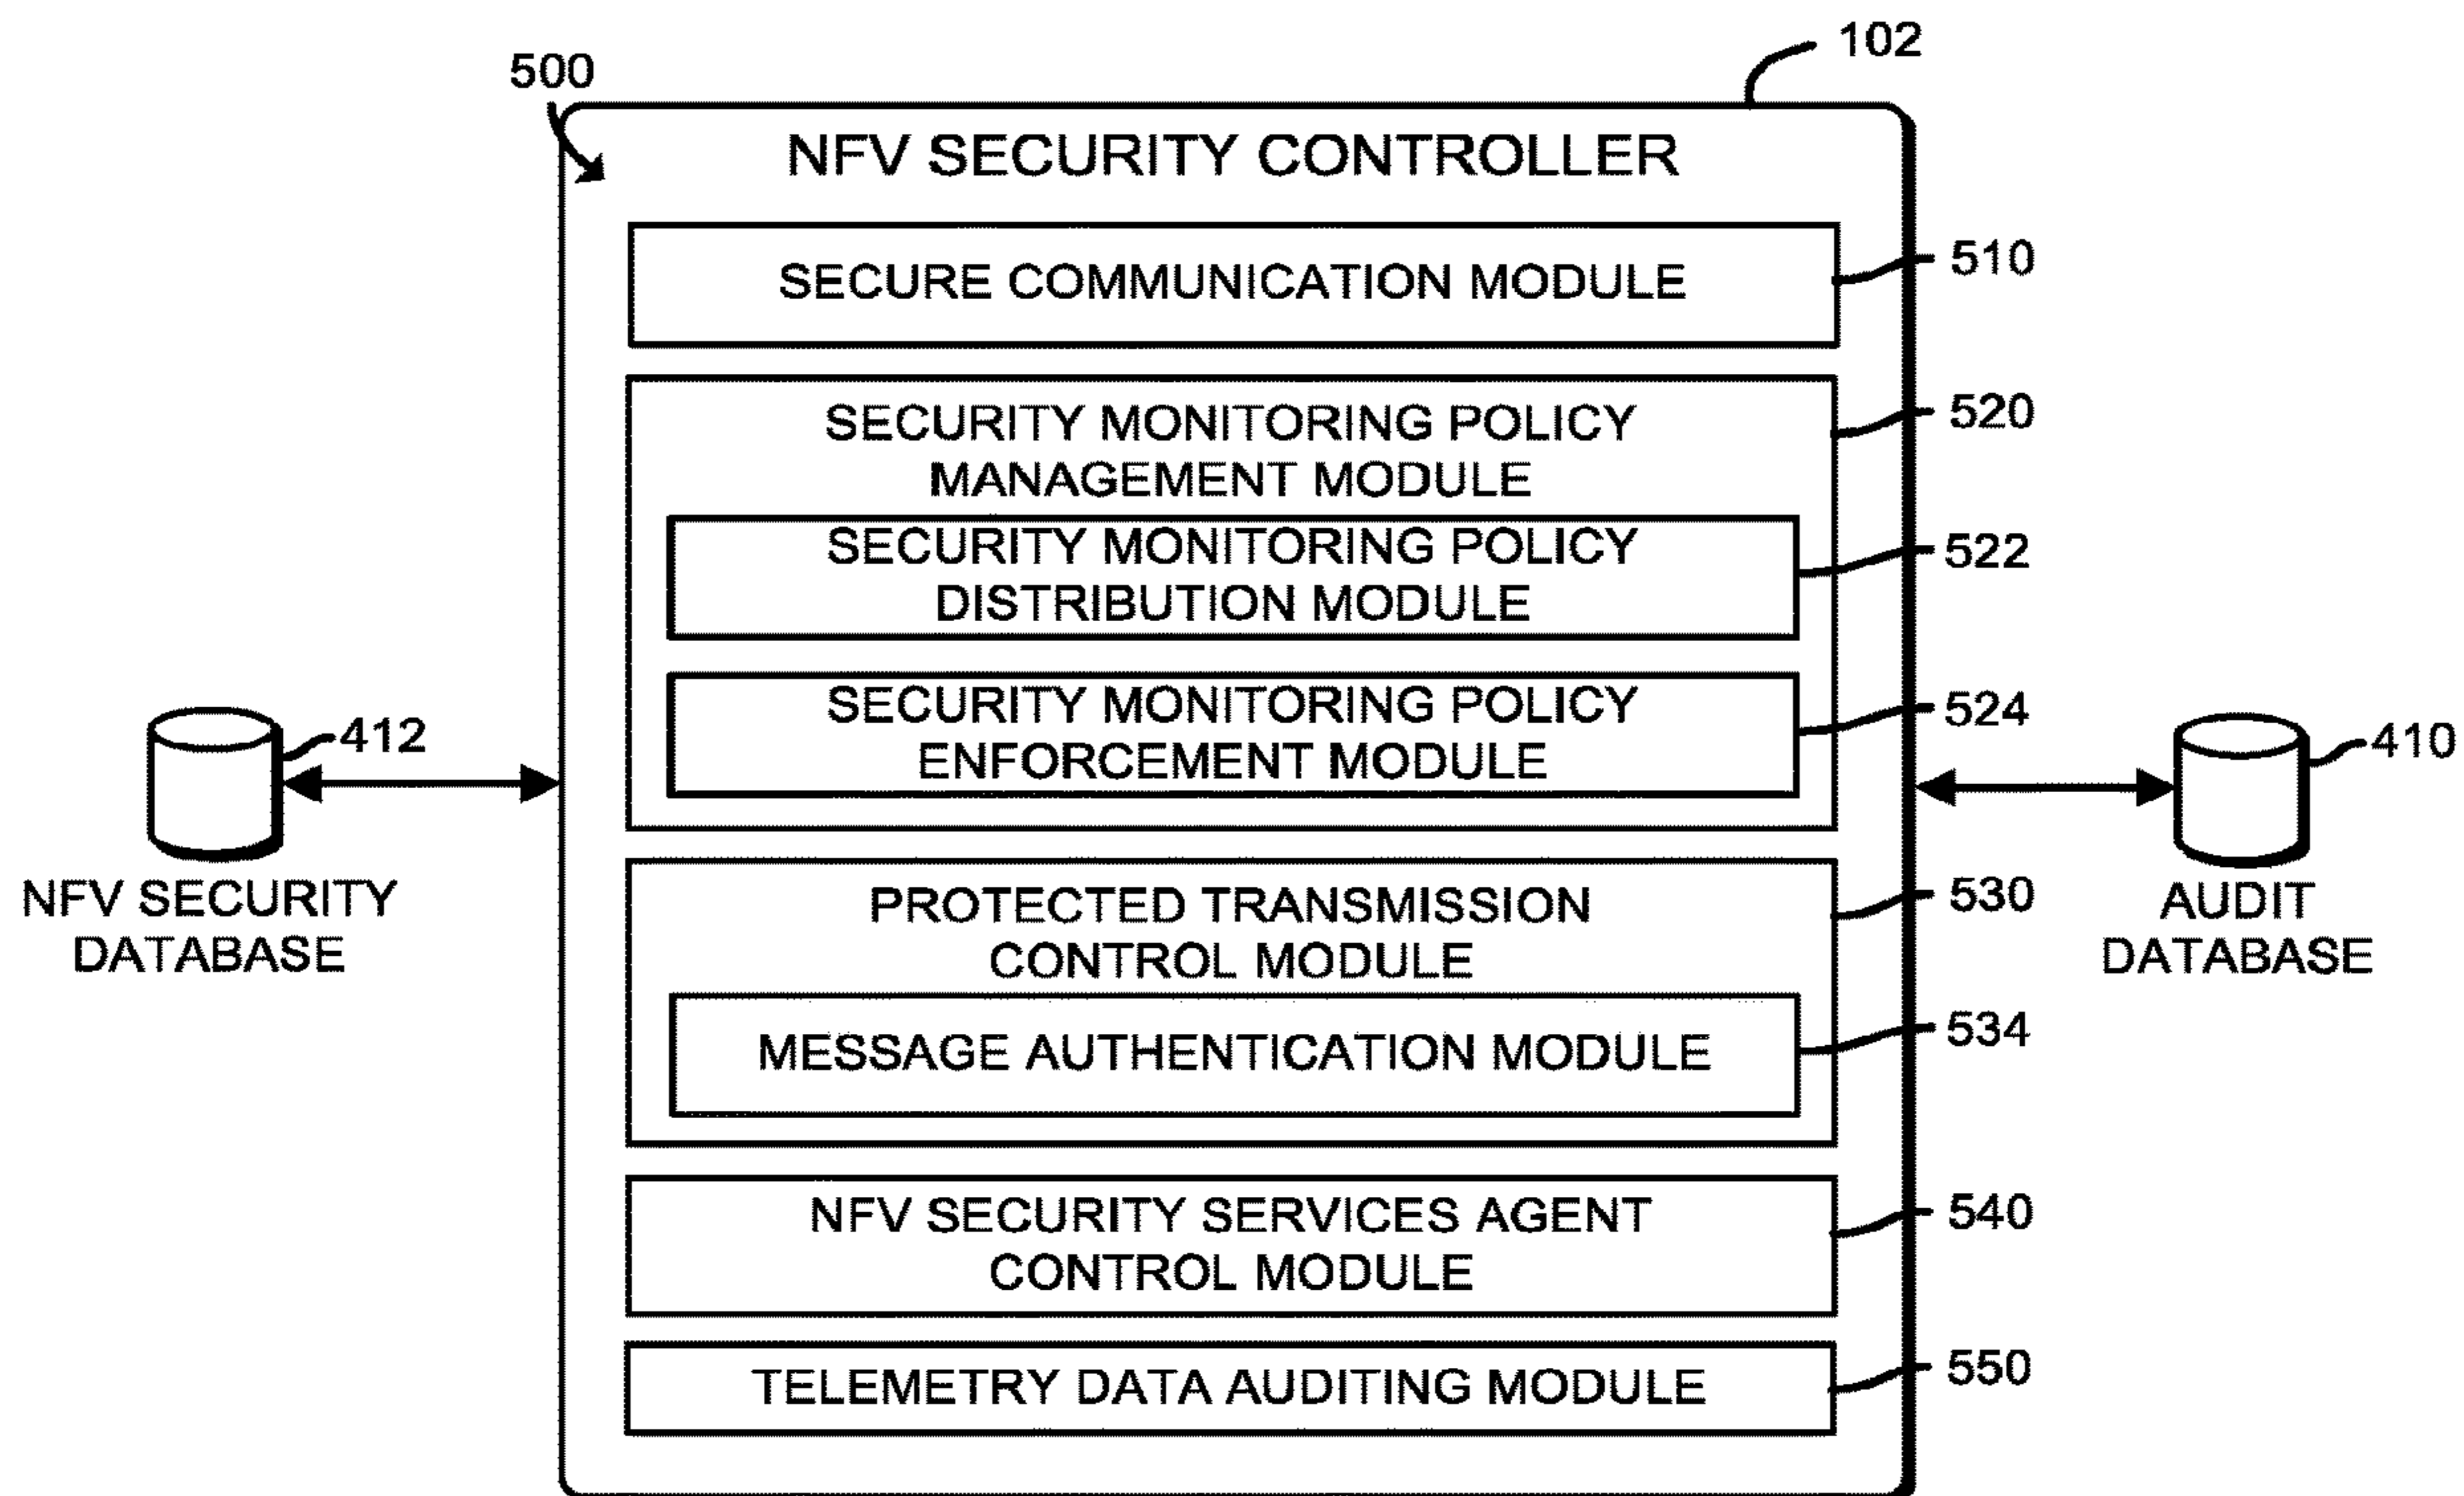 102
500
NFV SECURITY CONTROLLER
SECURE COMMUNICATION MODULE
510
SECURITY MONITORING POLICY
MANAGEMENT MODULE
520
SECURITY MONITORING POLICY
DISTRIBUTION MODULE
522
SECURITY MONITORING POLICY
ENFORCEMENT MODULE
524
412
NFV SECURITY
DATABASE
410
AUDIT
DATABASE
PROTECTED TRANSMISSION
CONTROL MODULE
530
MESSAGE AUTHENTICATION MODULE
534
NFV SECURITY SERVICES AGENT
CONTROL MODULE
540
TELEMETRY DATA AUDITING MODULE
550